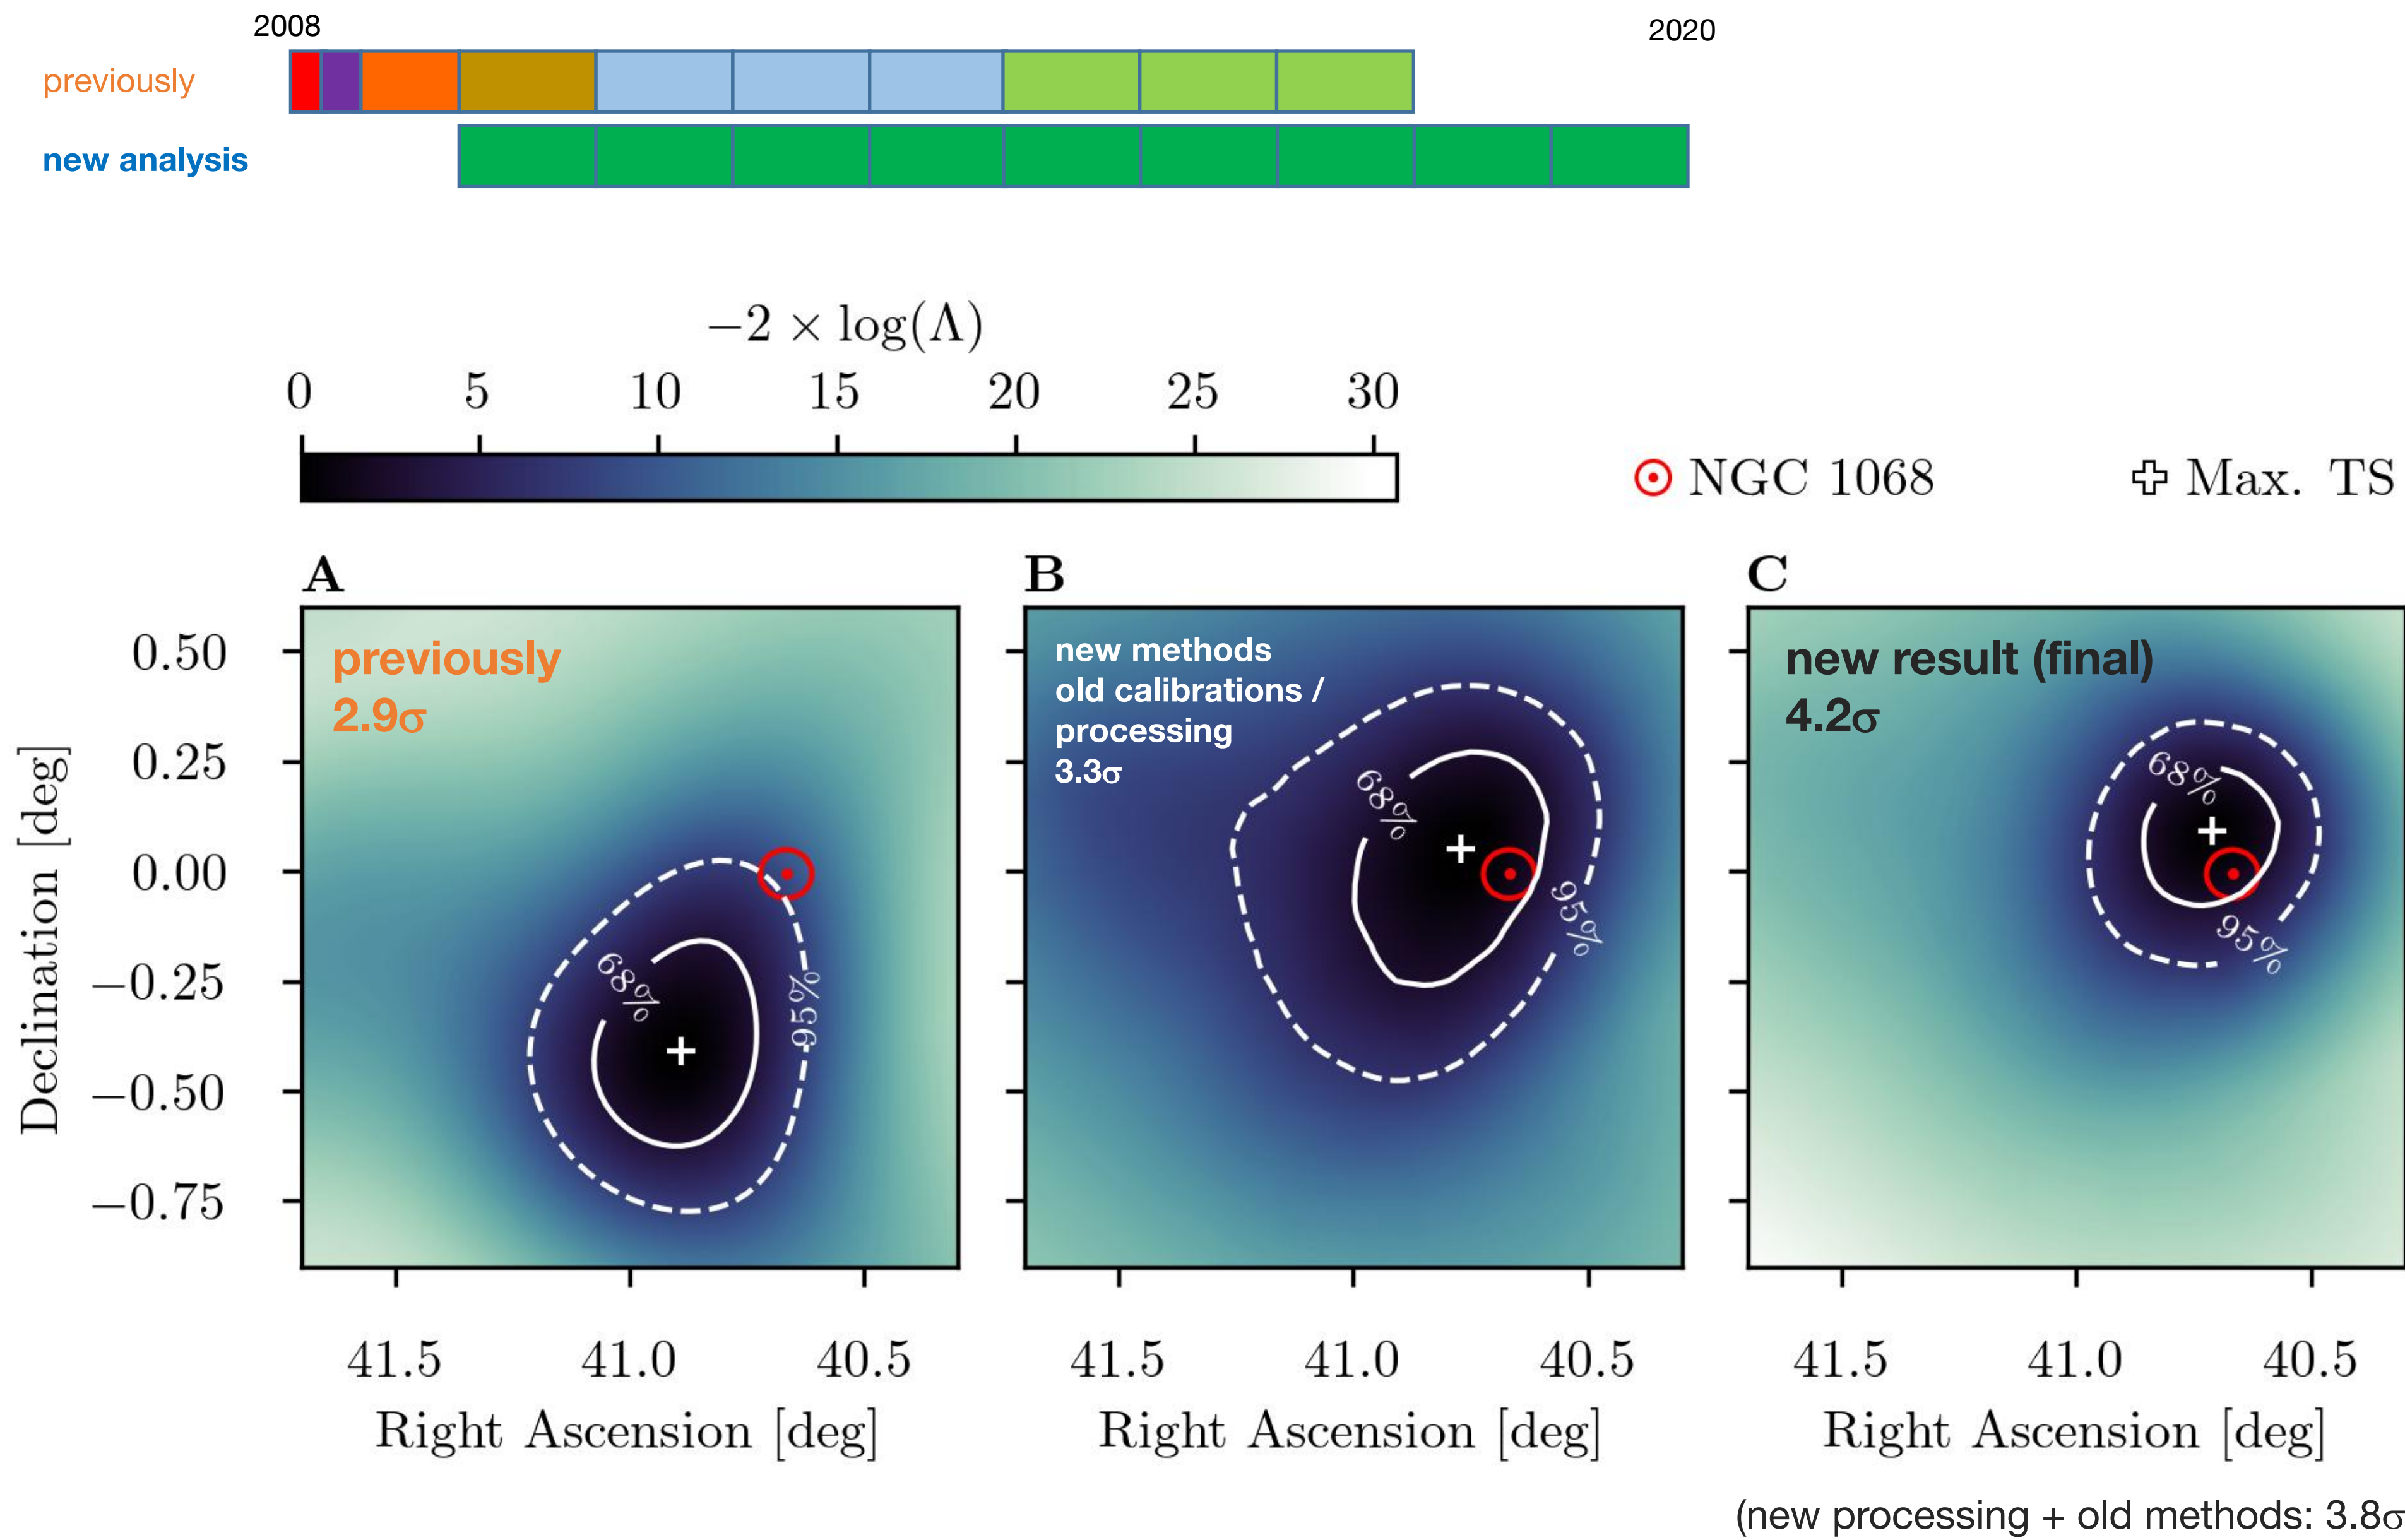 2008
2020
previously
new analysis
−2 × log(Λ)
0 5 10 15 20 25 30
NGC 1068
Max. TS
A
B
C
previously
2.9σ
new methods
old calibrations /
processing
3.3σ
new result (final)
4.2σ
68%
95%
68%
95%
68%
95%
Declination [deg]
0.50
0.25
0.00
−0.25
−0.50
−0.75
41.5 41.0 40.5
41.5 41.0 40.5
41.5 41.0 40.5
Right Ascension [deg]
Right Ascension [deg]
Right Ascension [deg]
(new processing + old methods: 3.8σ